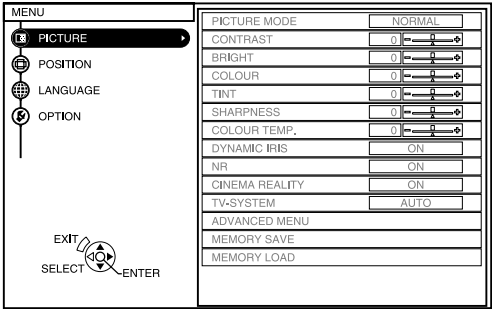 MENU
PICTURE
POSITION
LANGUAGE
OPTION
EXIT
SELECT
ENTER
PICTURE MODE NORMAL
CONTRAST 0
BRIGHT 0
COLOUR 0
TINT 0
SHARPNESS 0
COLOUR TEMP. 0
DYNAMIC IRIS ON
NR ON
CINEMA REALITY ON
TV-SYSTEM AUTO
ADVANCED MENU
MEMORY SAVE
MEMORY LOAD